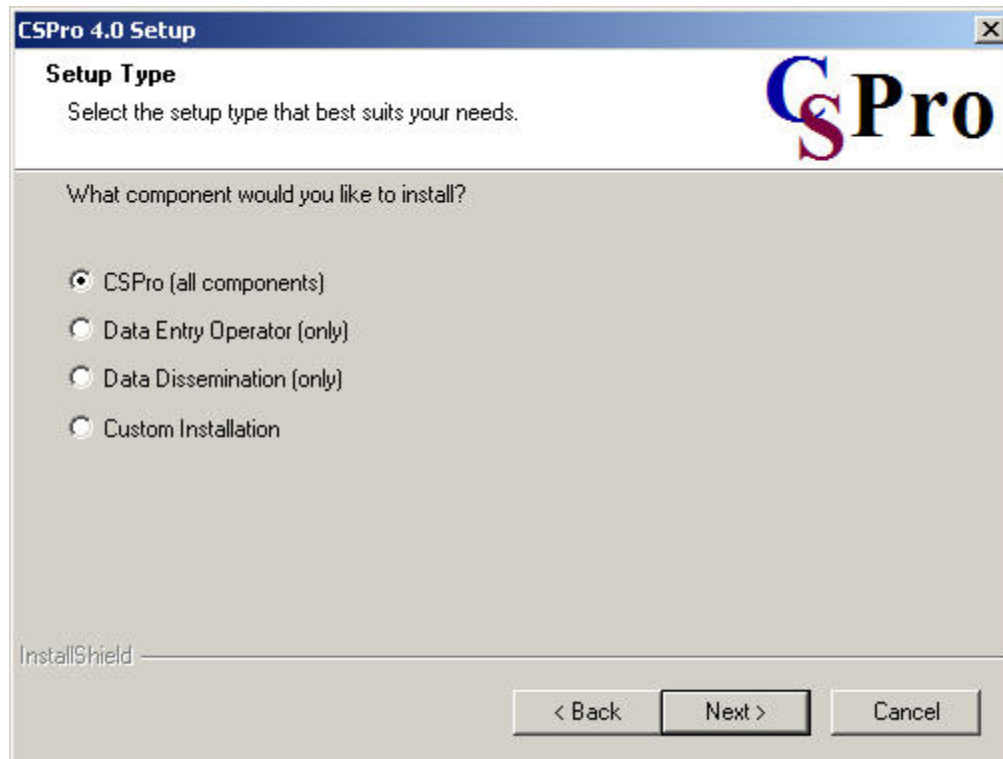 CSPro 4.0 Setup
Setup Type
Select the setup type that best suits your needs.
CSPro
What component would you like to install?
CSPro (all components)
Data Entry Operator (only)
Data Dissemination (only)
Custom Installation
InstallShield
< Back
Next >
Cancel